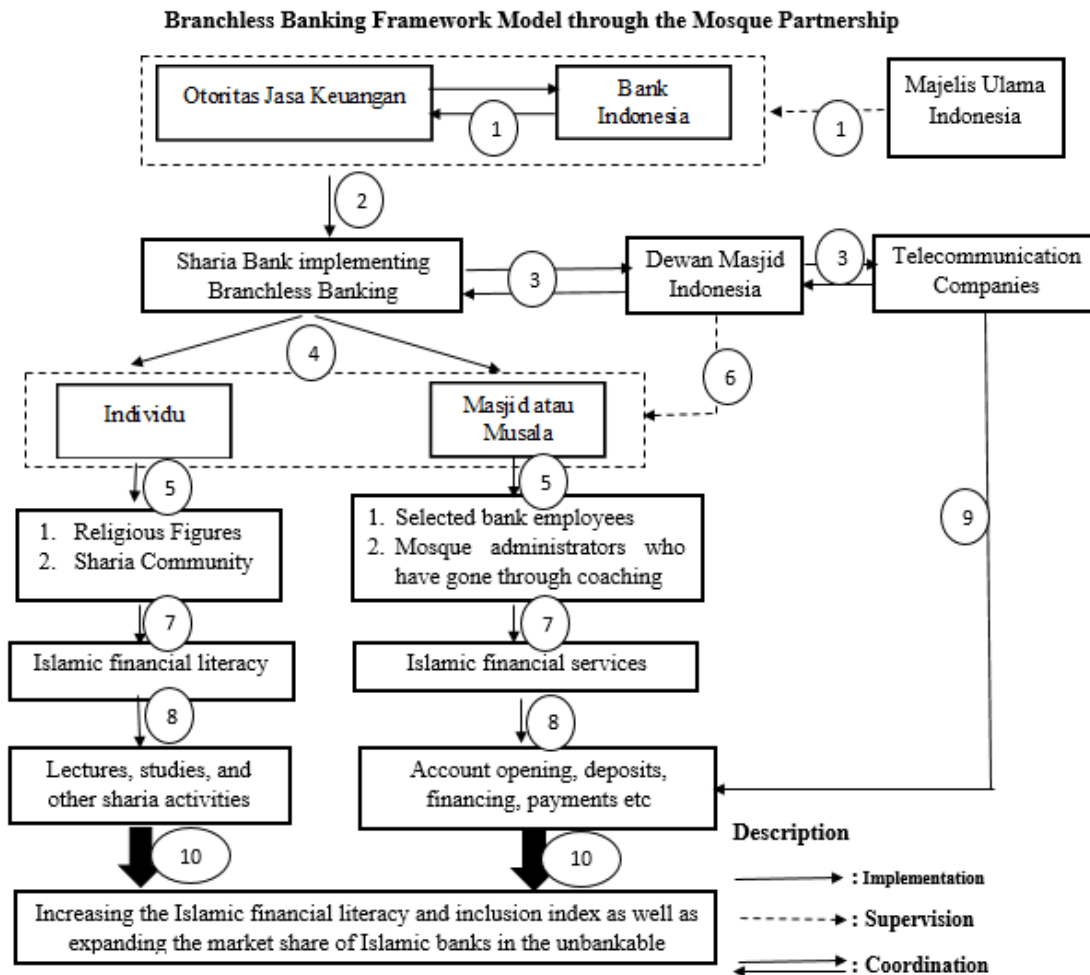 Branchless Banking Framework Model through the Mosque Partnership
Otoritas Jasa Keuangan
Bank
Indonesia
Majelis Ulama
Indonesia
1
1
2
Sharia Bank implementing
Branchless Banking
3
Dewan Masjid
Indonesia
3
Telecommunication
Companies
4
6
Individu
Masjid atau
Musala
5
5
9
1. Religious Figures
2. Sharia Community
1. Selected bank employees
2. Mosque administrators who
have gone through coaching
7
7
Islamic financial literacy
Islamic financial services
8
8
Lectures, studies, and
other sharia activities
Account opening, deposits,
financing, payments etc
10
10
Increasing the Islamic financial literacy and inclusion index as well as
expanding the market share of Islamic banks in the unbankable
Description
: Implementation
: Supervision
: Coordination